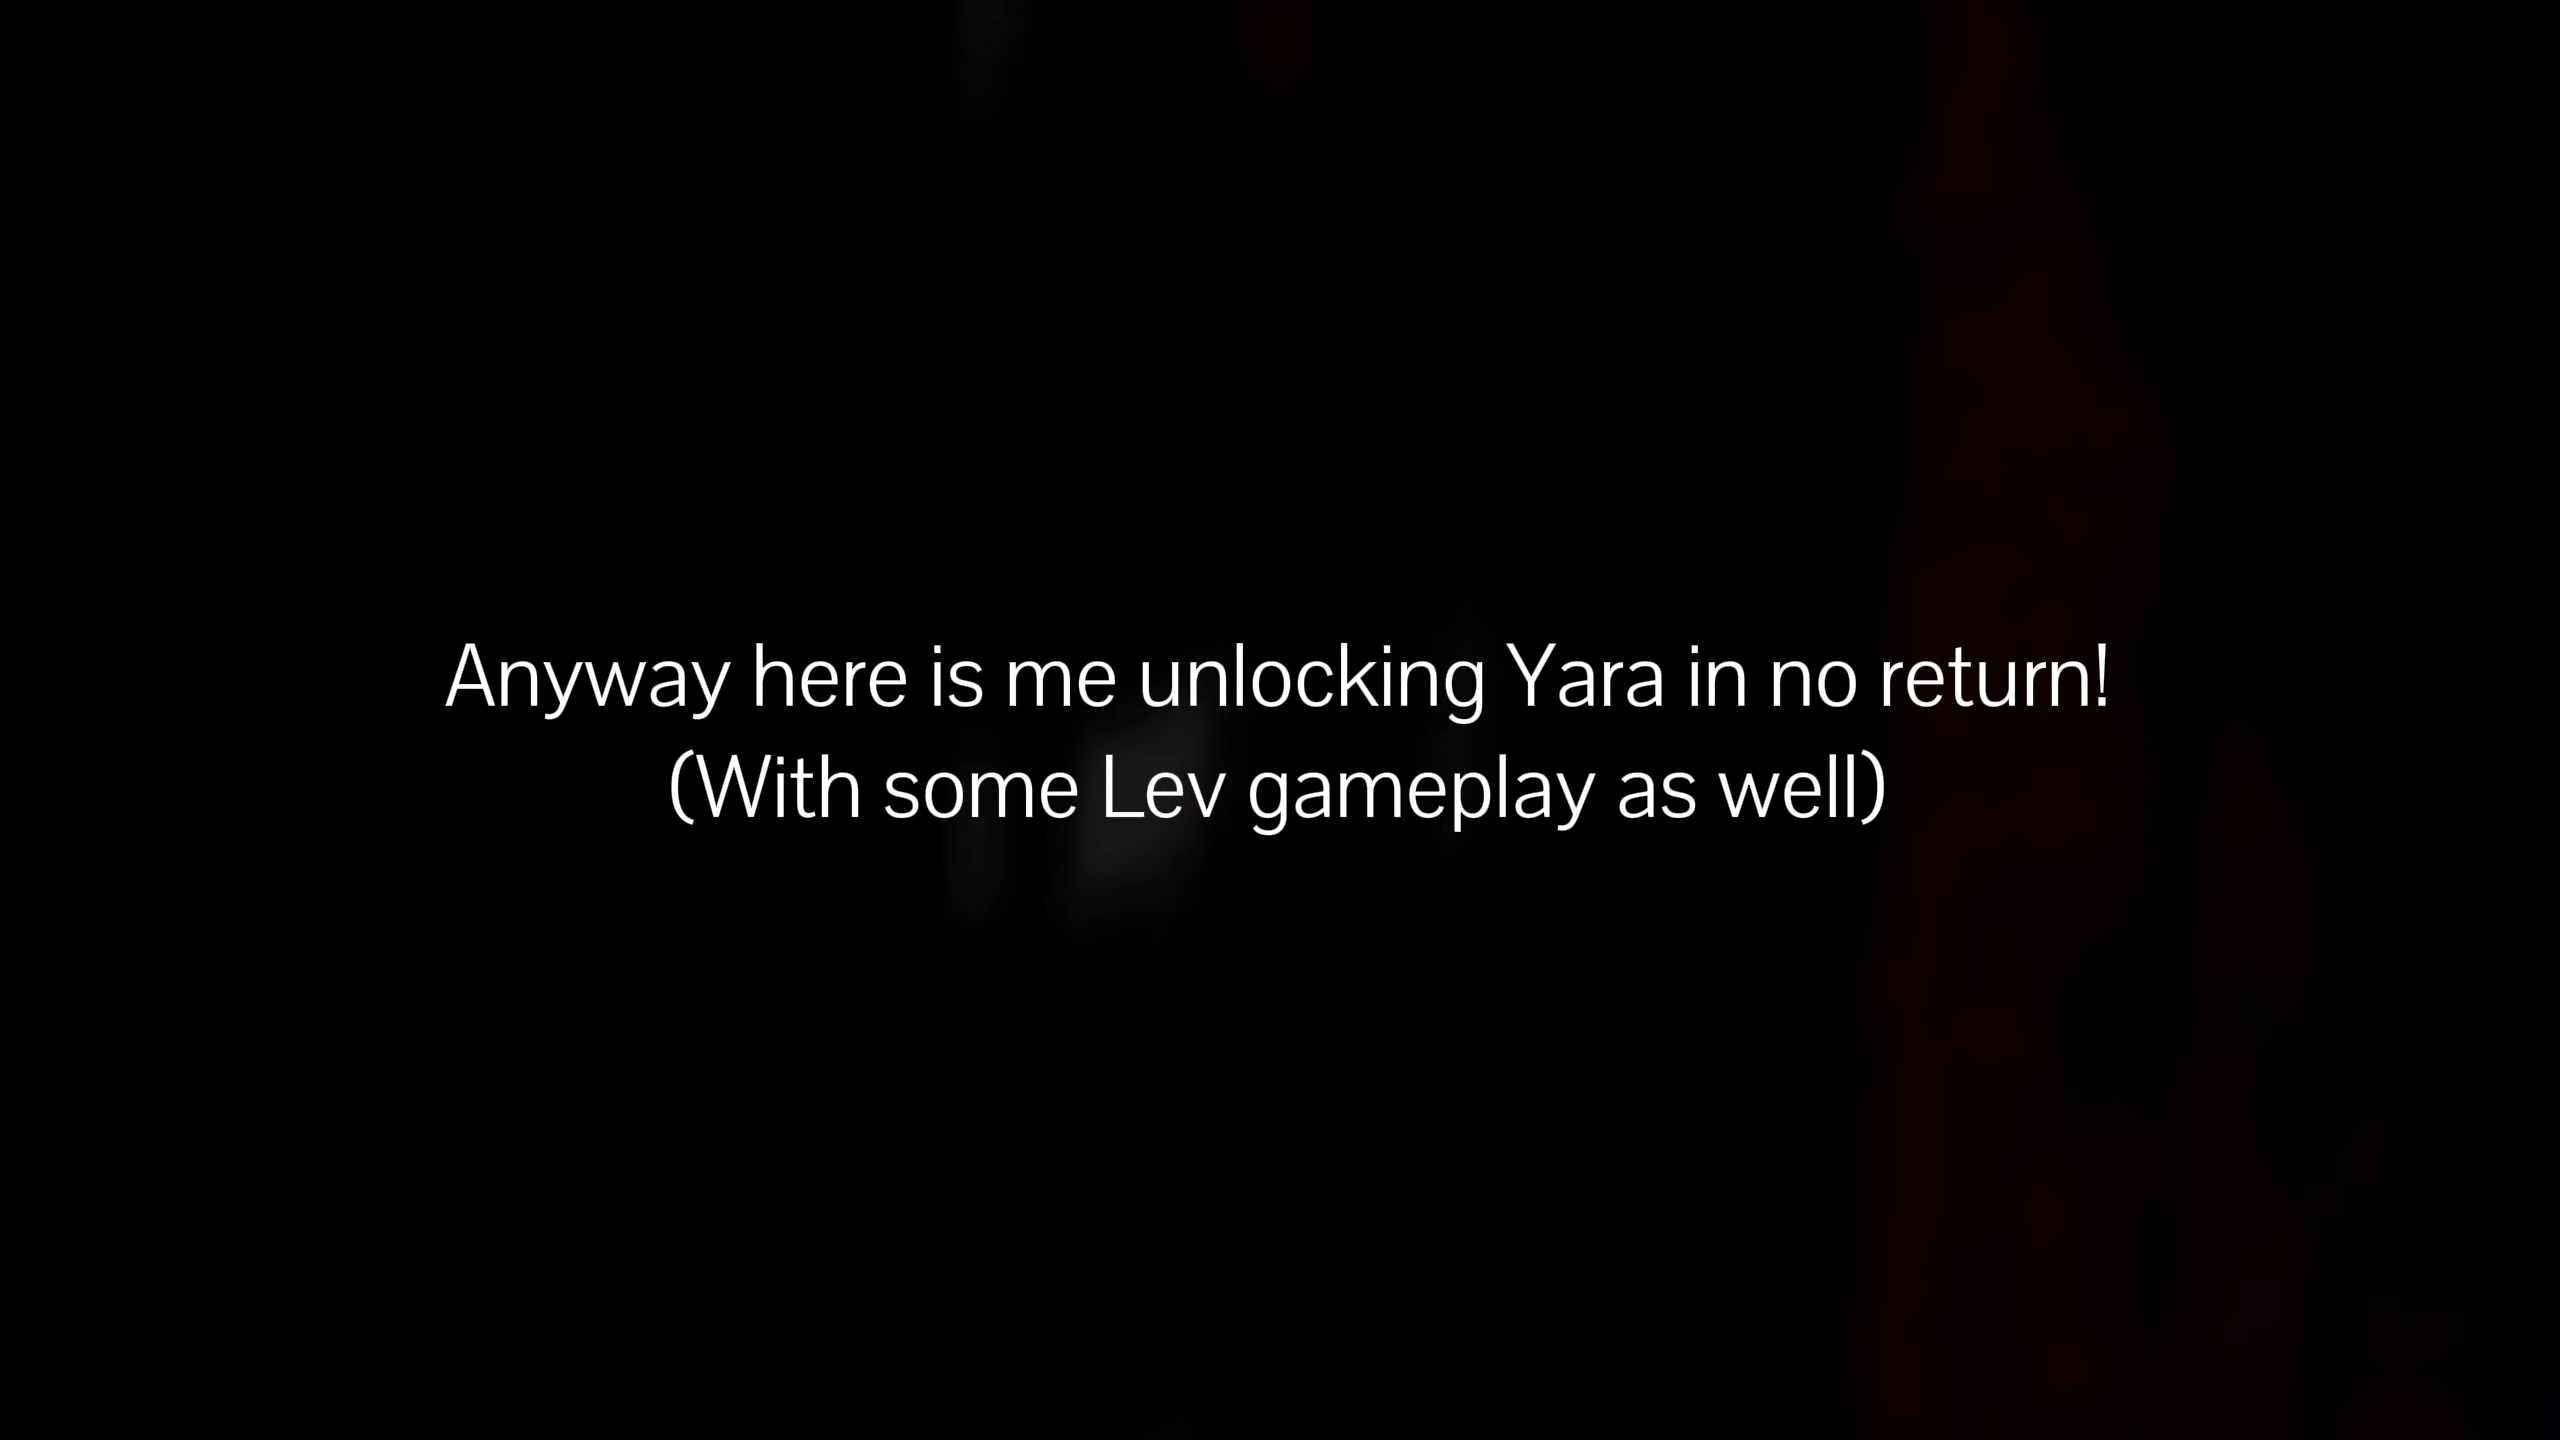 Anyway here is me unlocking Yara in no return!
(With some Lev gameplay as well)